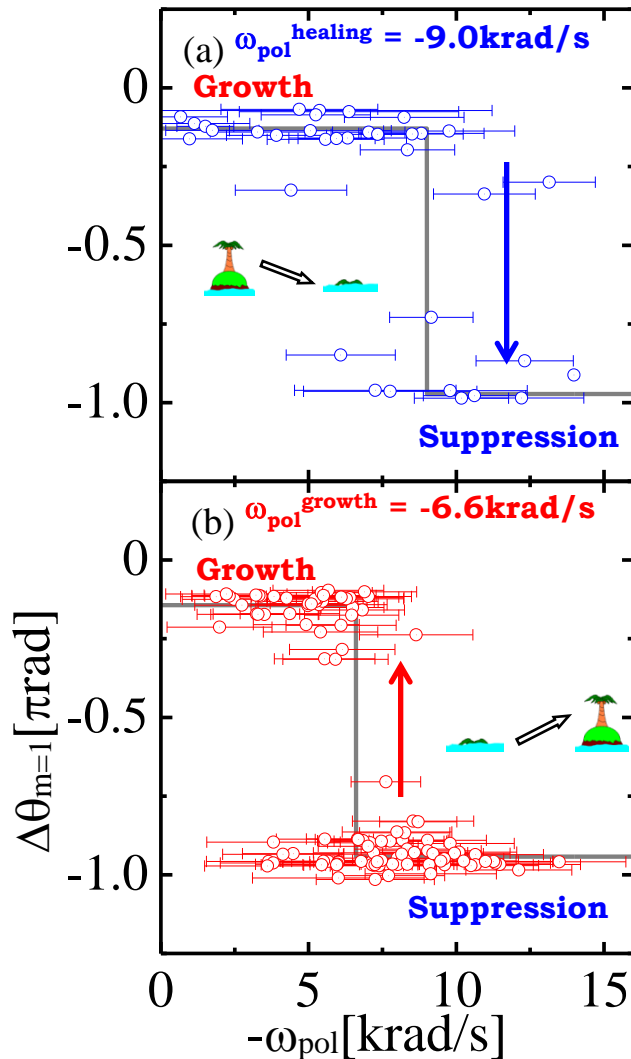 (a) ω_pol^healing = -9.0krad/s
Growth
0
-0.5
-1.0
Suppression
(b) ω_pol^growth = -6.6krad/s
Growth
0
-0.5
-1.0
Suppression
Δθ_m=1[πrad]
0 5 10 15
-ω_pol[krad/s]